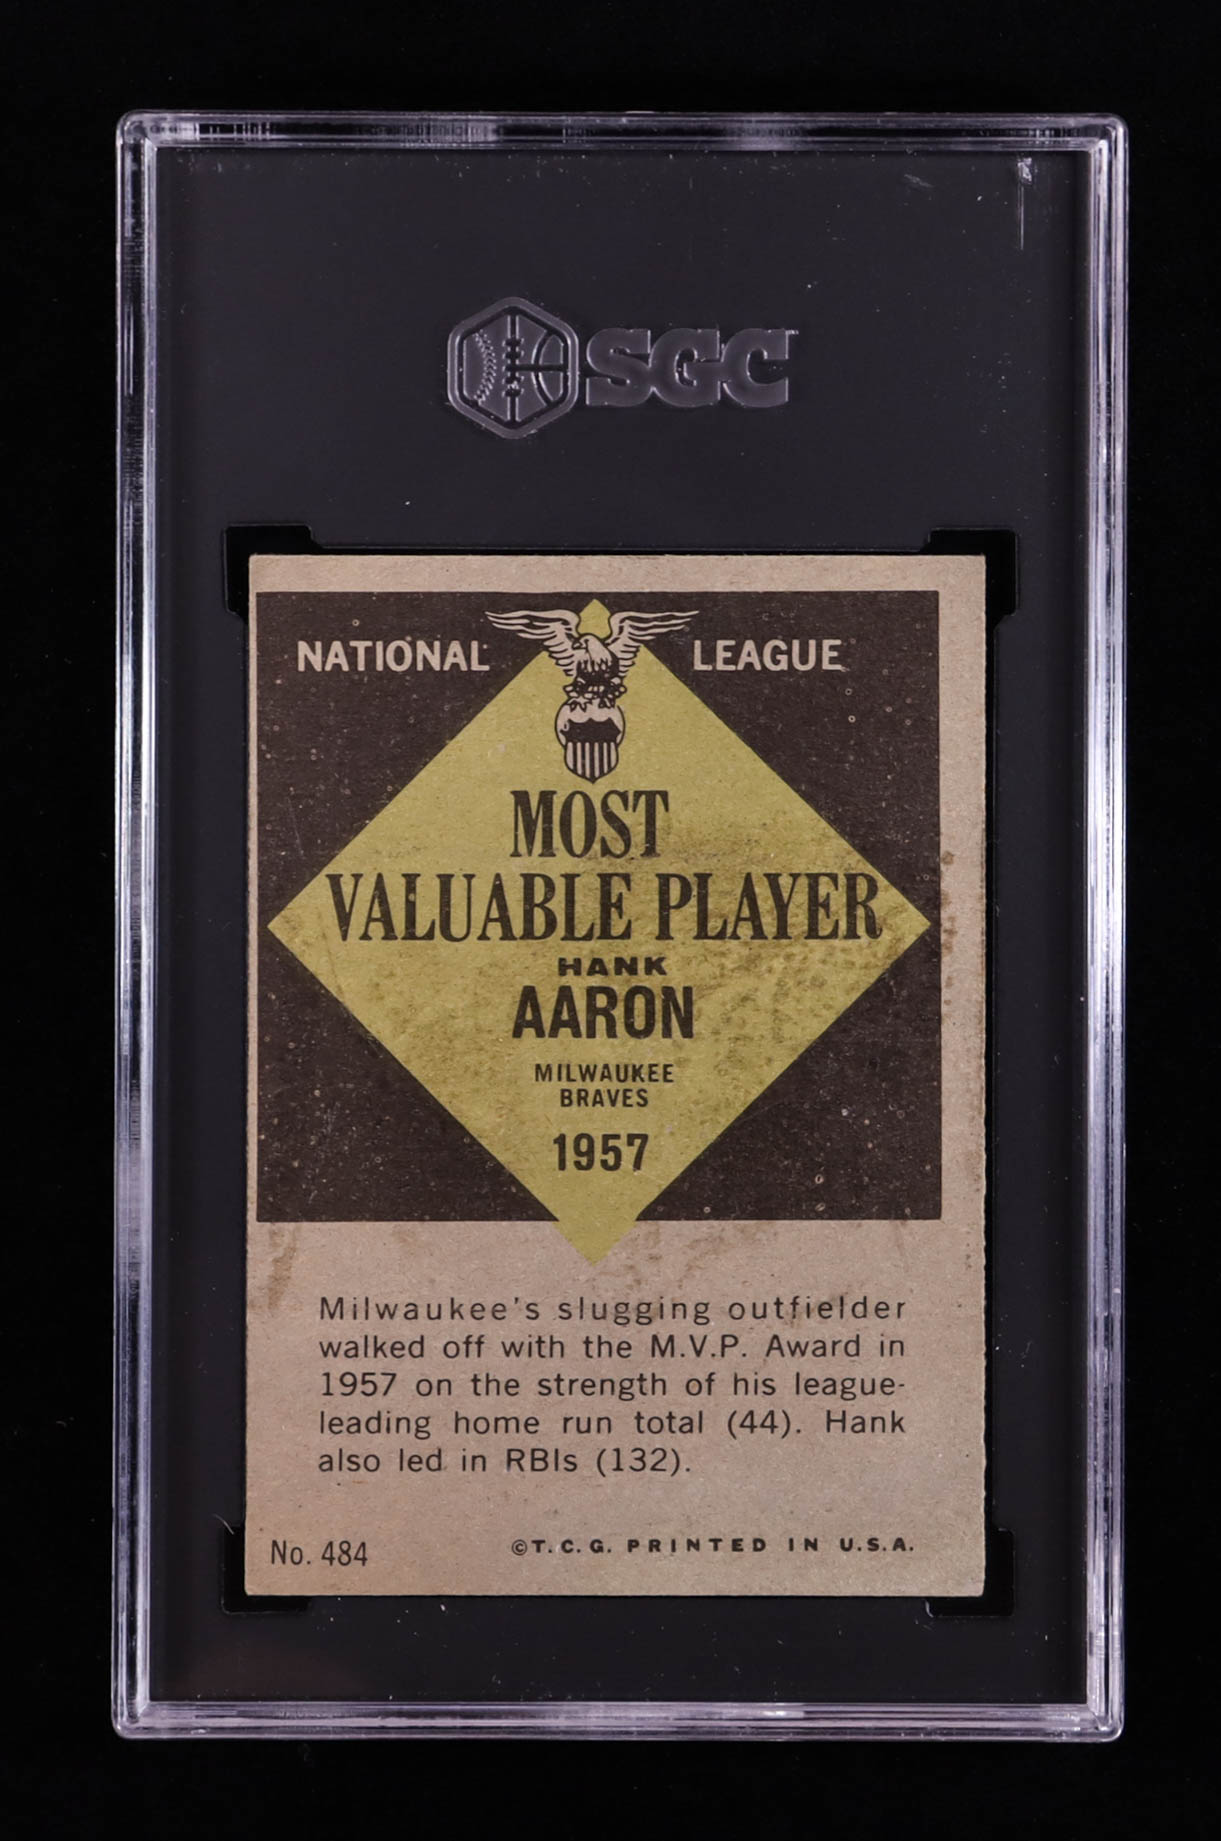 SGC
NATIONAL LEAGUE
MOST
VALUABLE PLAYER
HANK
AARON
MILWAUKEE
BRAVES
1957
Milwaukee's slugging outfielder
walked off with the M.V.P. Award in
1957 on the strength of his league-
leading home run total (44). Hank
also led in RBIs (132).
No. 484 ©T.C.G. PRINTED IN U.S.A.